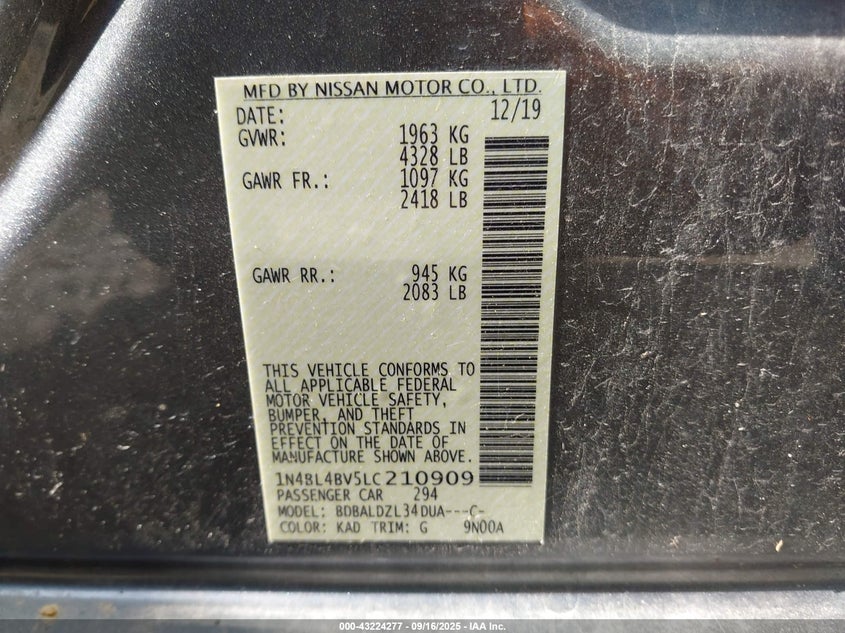 MFD BY NISSAN MOTOR CO., LTD.
DATE: 12/19
GVWR: 1963 KG
4328 LB
GAWR FR.: 1097 KG
2418 LB
GAWR RR.: 945 KG
2083 LB
THIS VEHICLE CONFORMS TO
ALL APPLICABLE FEDERAL
MOTOR VEHICLE SAFETY,
BUMPER, AND THEFT
PREVENTION STANDARDS IN
EFFECT ON THE DATE OF
MANUFACTURE SHOWN ABOVE.
1N4BL4BV5LC210909
PASSENGER CAR 294
MODEL: BDBALDZL34DUA---C-
COLOR: KAD TRIM: G 9N00A
000-43224277 - 09/16/2025 - IAA Inc.